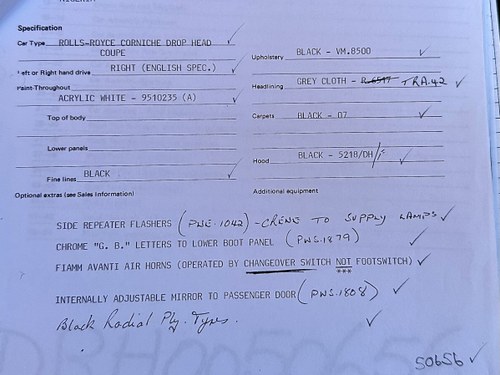 Specification
Car Type ROLLS-ROYCE CORNICHE DROP HEAD
COUPE
Left or Right hand drive RIGHT (ENGLISH SPEC.)
Paint-Throughout
ACRYLIC WHITE - 9510235 (A)
Top of body
Lower panels
Fine lines BLACK
Optional extras (see Sales Information)
Upholstery BLACK - VM.8500
Headlining GREY CLOTH - R.6517 TRA.42
Carpets BLACK - 07
Hood BLACK - 5218/DH/F
Additional equipment
SIDE REPEATER FLASHERS (PWE.1042) - CREWE TO SUPPLY LAMPS
CHROME "G.B." LETTERS TO LOWER BOOT PANEL (PWS.1879)
FIAMM AVANTI AIR HORNS (OPERATED BY CHANGEOVER SWITCH NOT FOOTSWITCH)
***
INTERNALLY ADJUSTABLE MIRROR TO PASSENGER DOOR (PWS.1808)
Black Radial Ply. Tyres.
50656